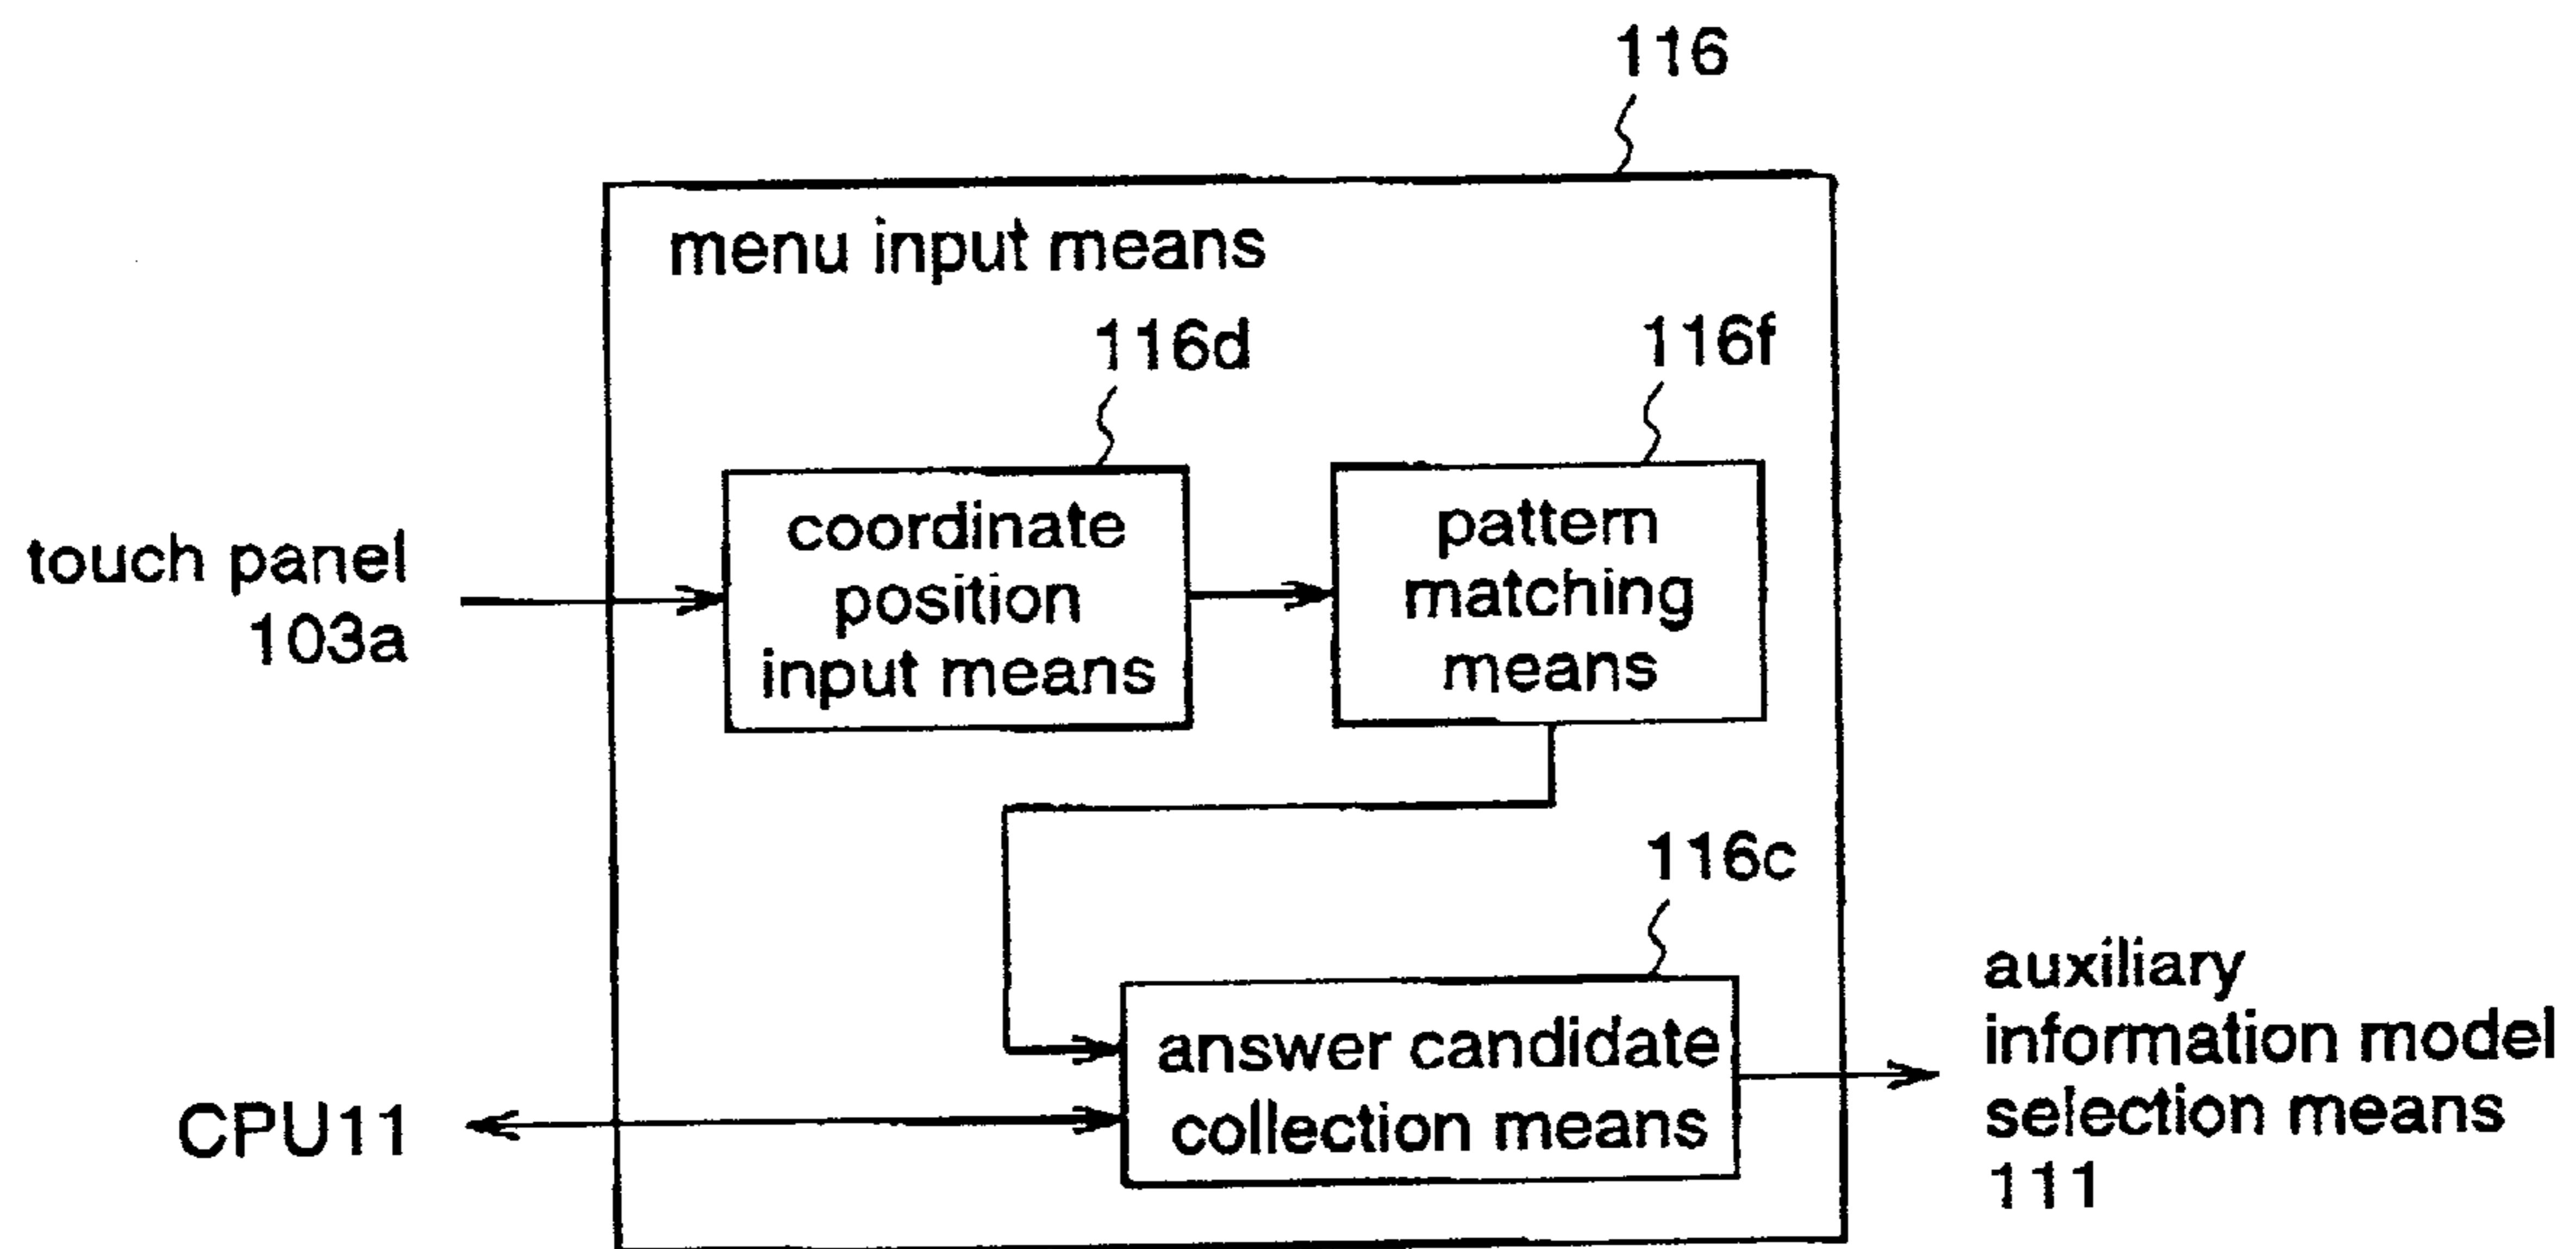 116
menu input means
116d
116f
coordinate
position
input means
pattern
matching
means
touch panel
103a
116c
answer candidate
collection means
CPU11
auxiliary
information model
selection means
111